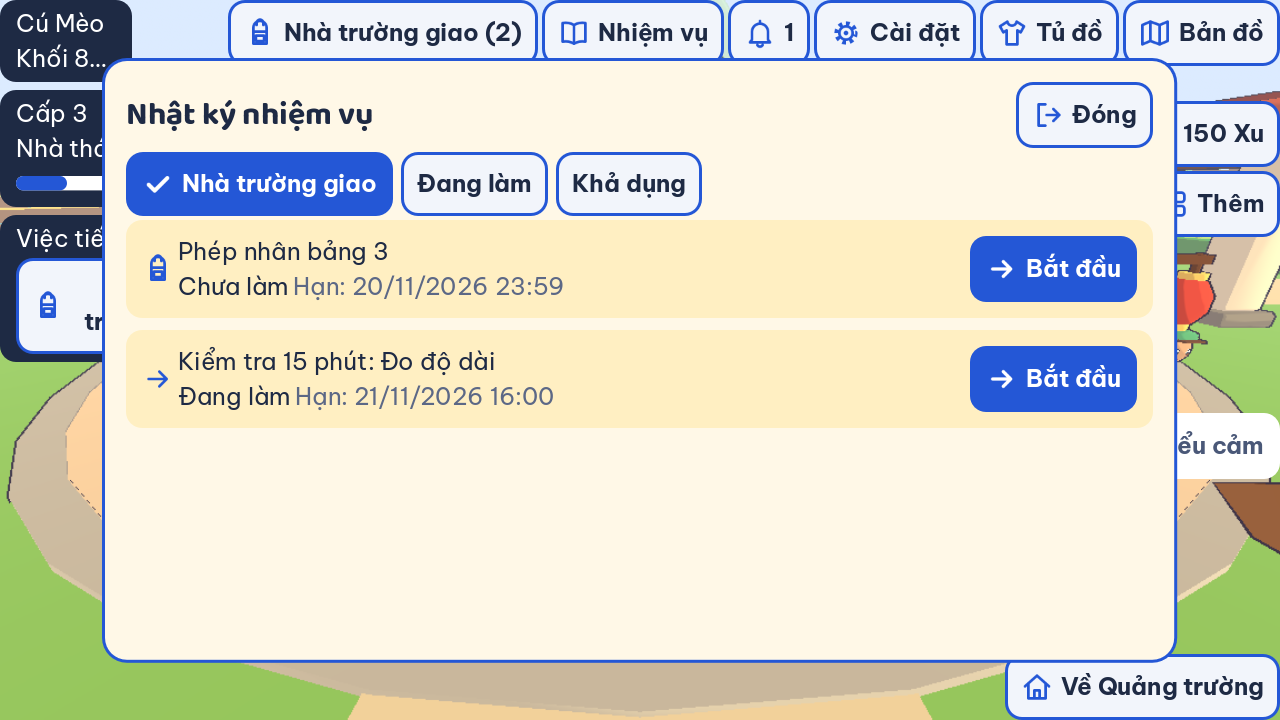 Cú Mèo
Khối 8...
Nhà trường giao (2)
Nhiệm vụ
1
Cài đặt
Tủ đồ
Bản đồ
Cấp 3
Nhà
150 Xu
Thêm
Việc
Nhật ký nhiệm vụ
Đóng
Nhà trường giao
Đang làm
Khả dụng
Phép nhân bảng 3
Chưa làm Hạn: 20/11/2026 23:59
Bắt đầu
Kiểm tra 15 phút: Đo độ dài
Đang làm Hạn: 21/11/2026 16:00
Bắt đầu
cảm
Về Quảng trường